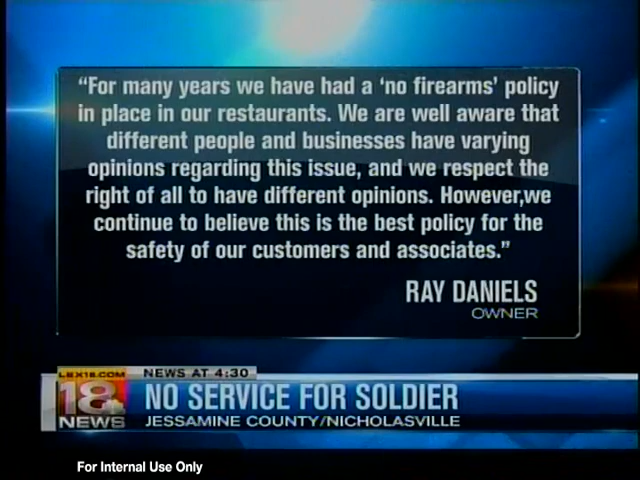 “For many years we have had a ‘no firearms’ policy
in place in our restaurants. We are well aware that
different people and businesses have varying
opinions regarding this issue, and we respect the
right of all to have different opinions. However,we
continue to believe this is the best policy for the
safety of our customers and associates.”
RAY DANIELS
OWNER
LEX18.COM
NEWS AT 4:30
18
NEWS
NO SERVICE FOR SOLDIER
JESSAMINE COUNTY/NICHOLASVILLE
For Internal Use Only